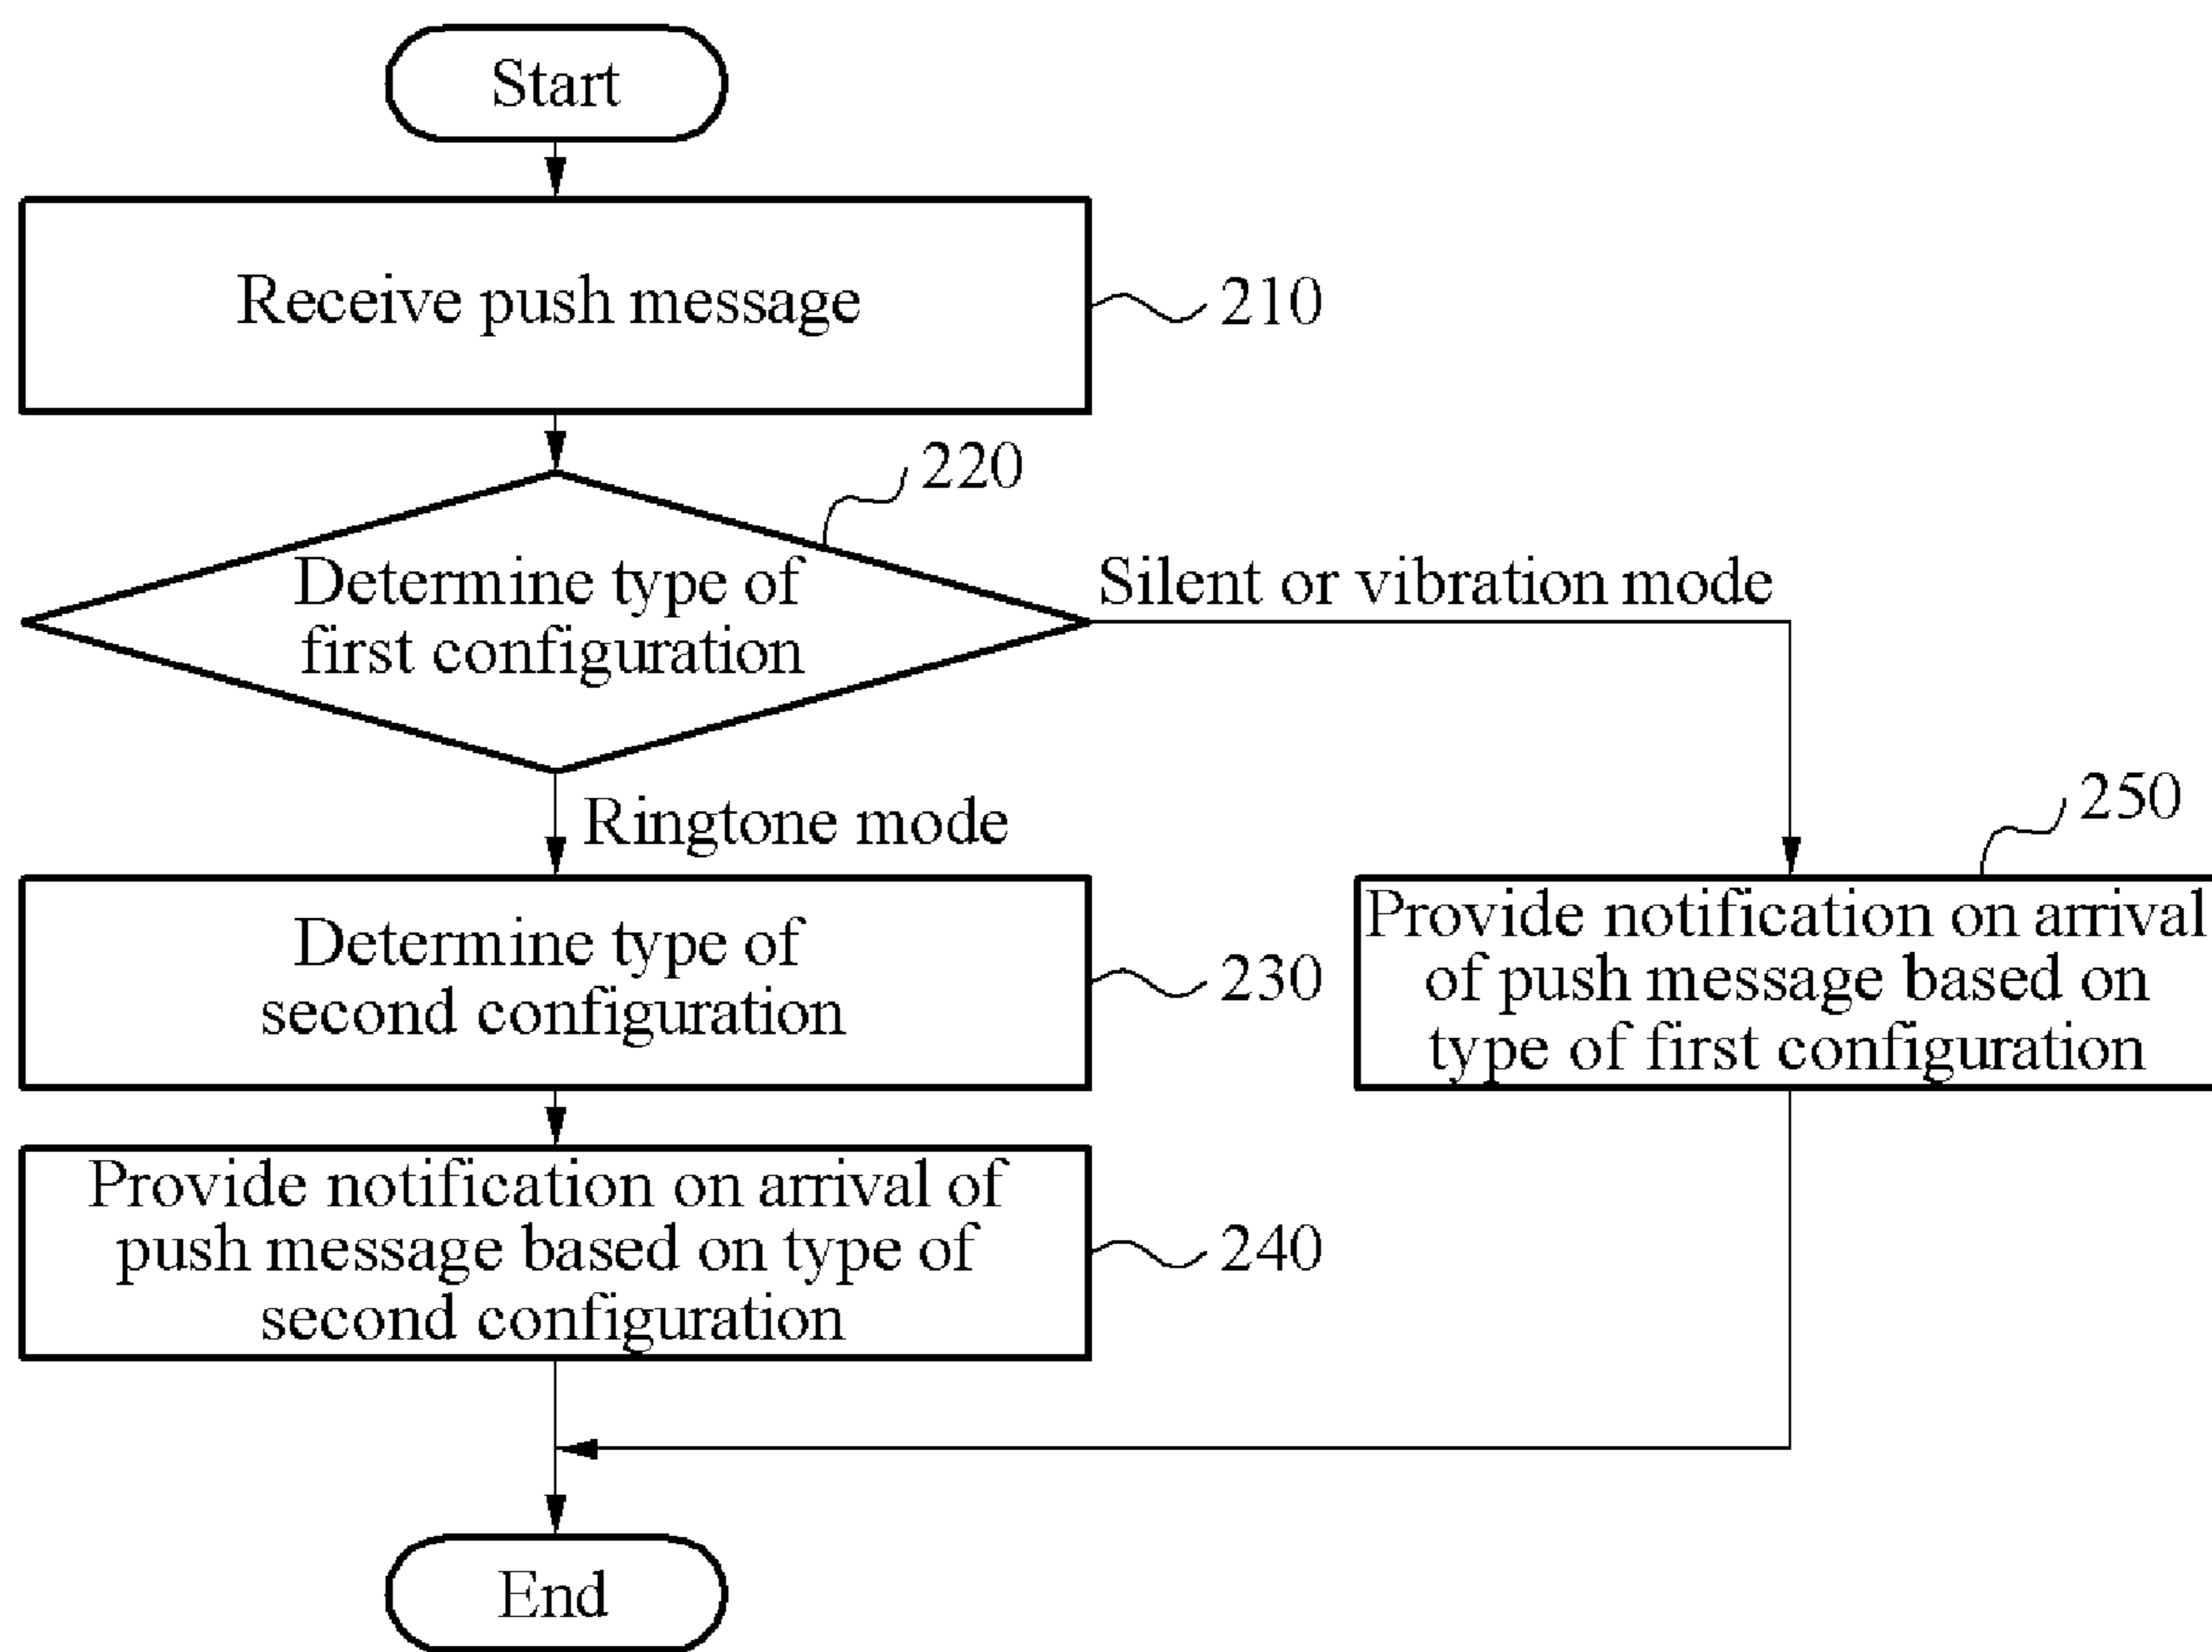 Start
Receive push message
210
220
Determine type of
first configuration
Silent or vibration mode
Ringtone mode
250
Determine type of
second configuration
230
Provide notification on arrival
of push message based on
type of first configuration
Provide notification on arrival of
push message based on type of
second configuration
240
End